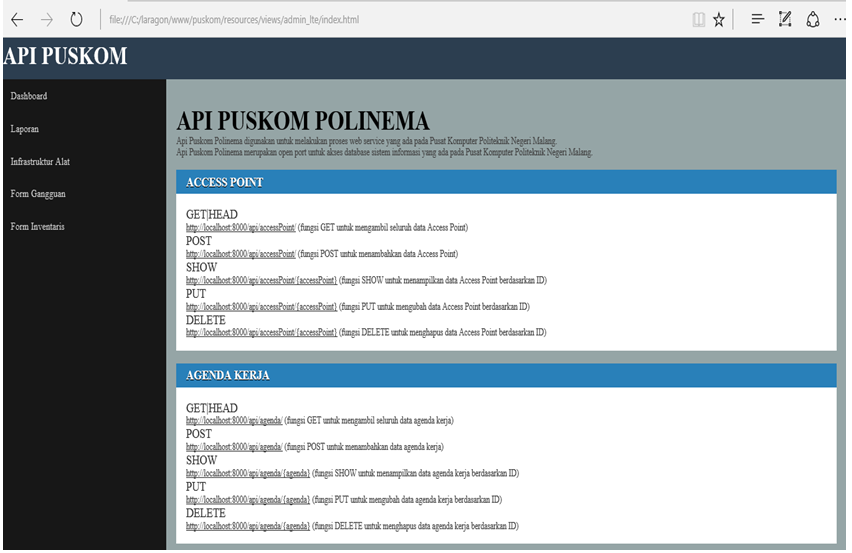 file:///C:/laragon/www/puskom/resources/views/admin_lte/index.html
API PUSKOM
Dashboard
Laporan
Infrastruktur Alat
Form Gangguan
Form Inventaris
API PUSKOM POLINEMA
Api Puskom Polinema digunakan untuk melakukan proses web service yang ada pada Pusat Komputer Politeknik Negeri Malang.
Api Puskom Polinema merupakan open port untuk akses database sistem informasi yang ada pada Pusat Komputer Politeknik Negeri Malang.
ACCESS POINT
GET|HEAD
http://localhost:8000/api/accessPoint/ (fungsi GET untuk mengambil seluruh data Access Point)
POST
http://localhost:8000/api/accessPoint/ (fungsi POST untuk menambahkan data Access Point)
SHOW
http://localhost:8000/api/accessPoint/{accessPoint} (fungsi SHOW untuk menampilkan data Access Point berdasarkan ID)
PUT
http://localhost:8000/api/accessPoint/{accessPoint} (fungsi PUT untuk mengubah data Access Point berdasarkan ID)
DELETE
http://localhost:8000/api/accessPoint/{accessPoint} (fungsi DELETE untuk menghapus data Access Point berdasarkan ID)
AGENDA KERJA
GET|HEAD
http://localhost:8000/api/agenda/ (fungsi GET untuk mengambil seluruh data agenda kerja)
POST
http://localhost:8000/api/agenda/ (fungsi POST untuk menambahkan data agenda kerja)
SHOW
http://localhost:8000/api/agenda/{agenda} (fungsi SHOW untuk menampilkan data agenda kerja berdasarkan ID)
PUT
http://localhost:8000/api/agenda/{agenda} (fungsi PUT untuk mengubah data agenda kerja berdasarkan ID)
DELETE
http://localhost:8000/api/agenda/{agenda} (fungsi DELETE untuk menghapus data agenda kerja berdasarkan ID)